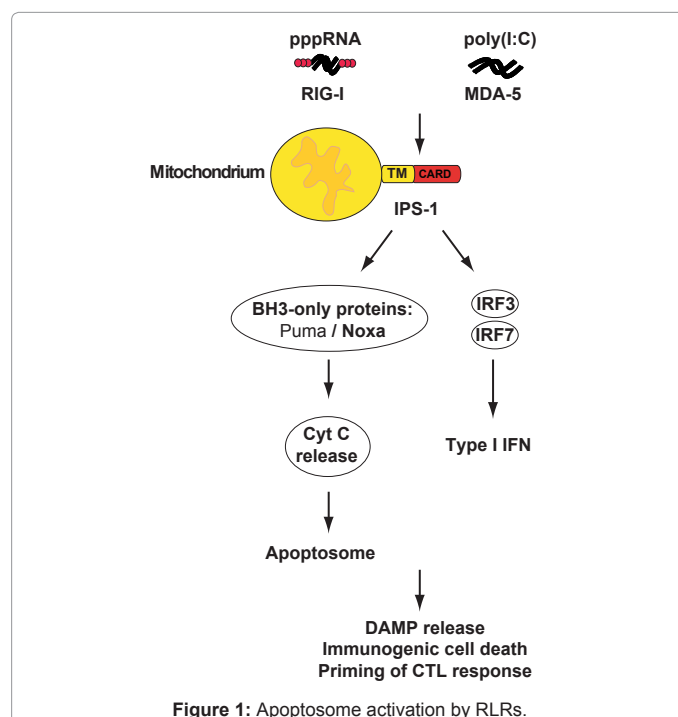 pppRNA
poly(I:C)
RIG-I
MDA-5
Mitochondrium
TM
CARD
IPS-1
BH3-only proteins:
Puma / Noxa
IRF3
IRF7
Cyt C
release
Type I IFN
Apoptosome
DAMP release
Immunogenic cell death
Priming of CTL response
Figure 1: Apoptosome activation by RLRs.